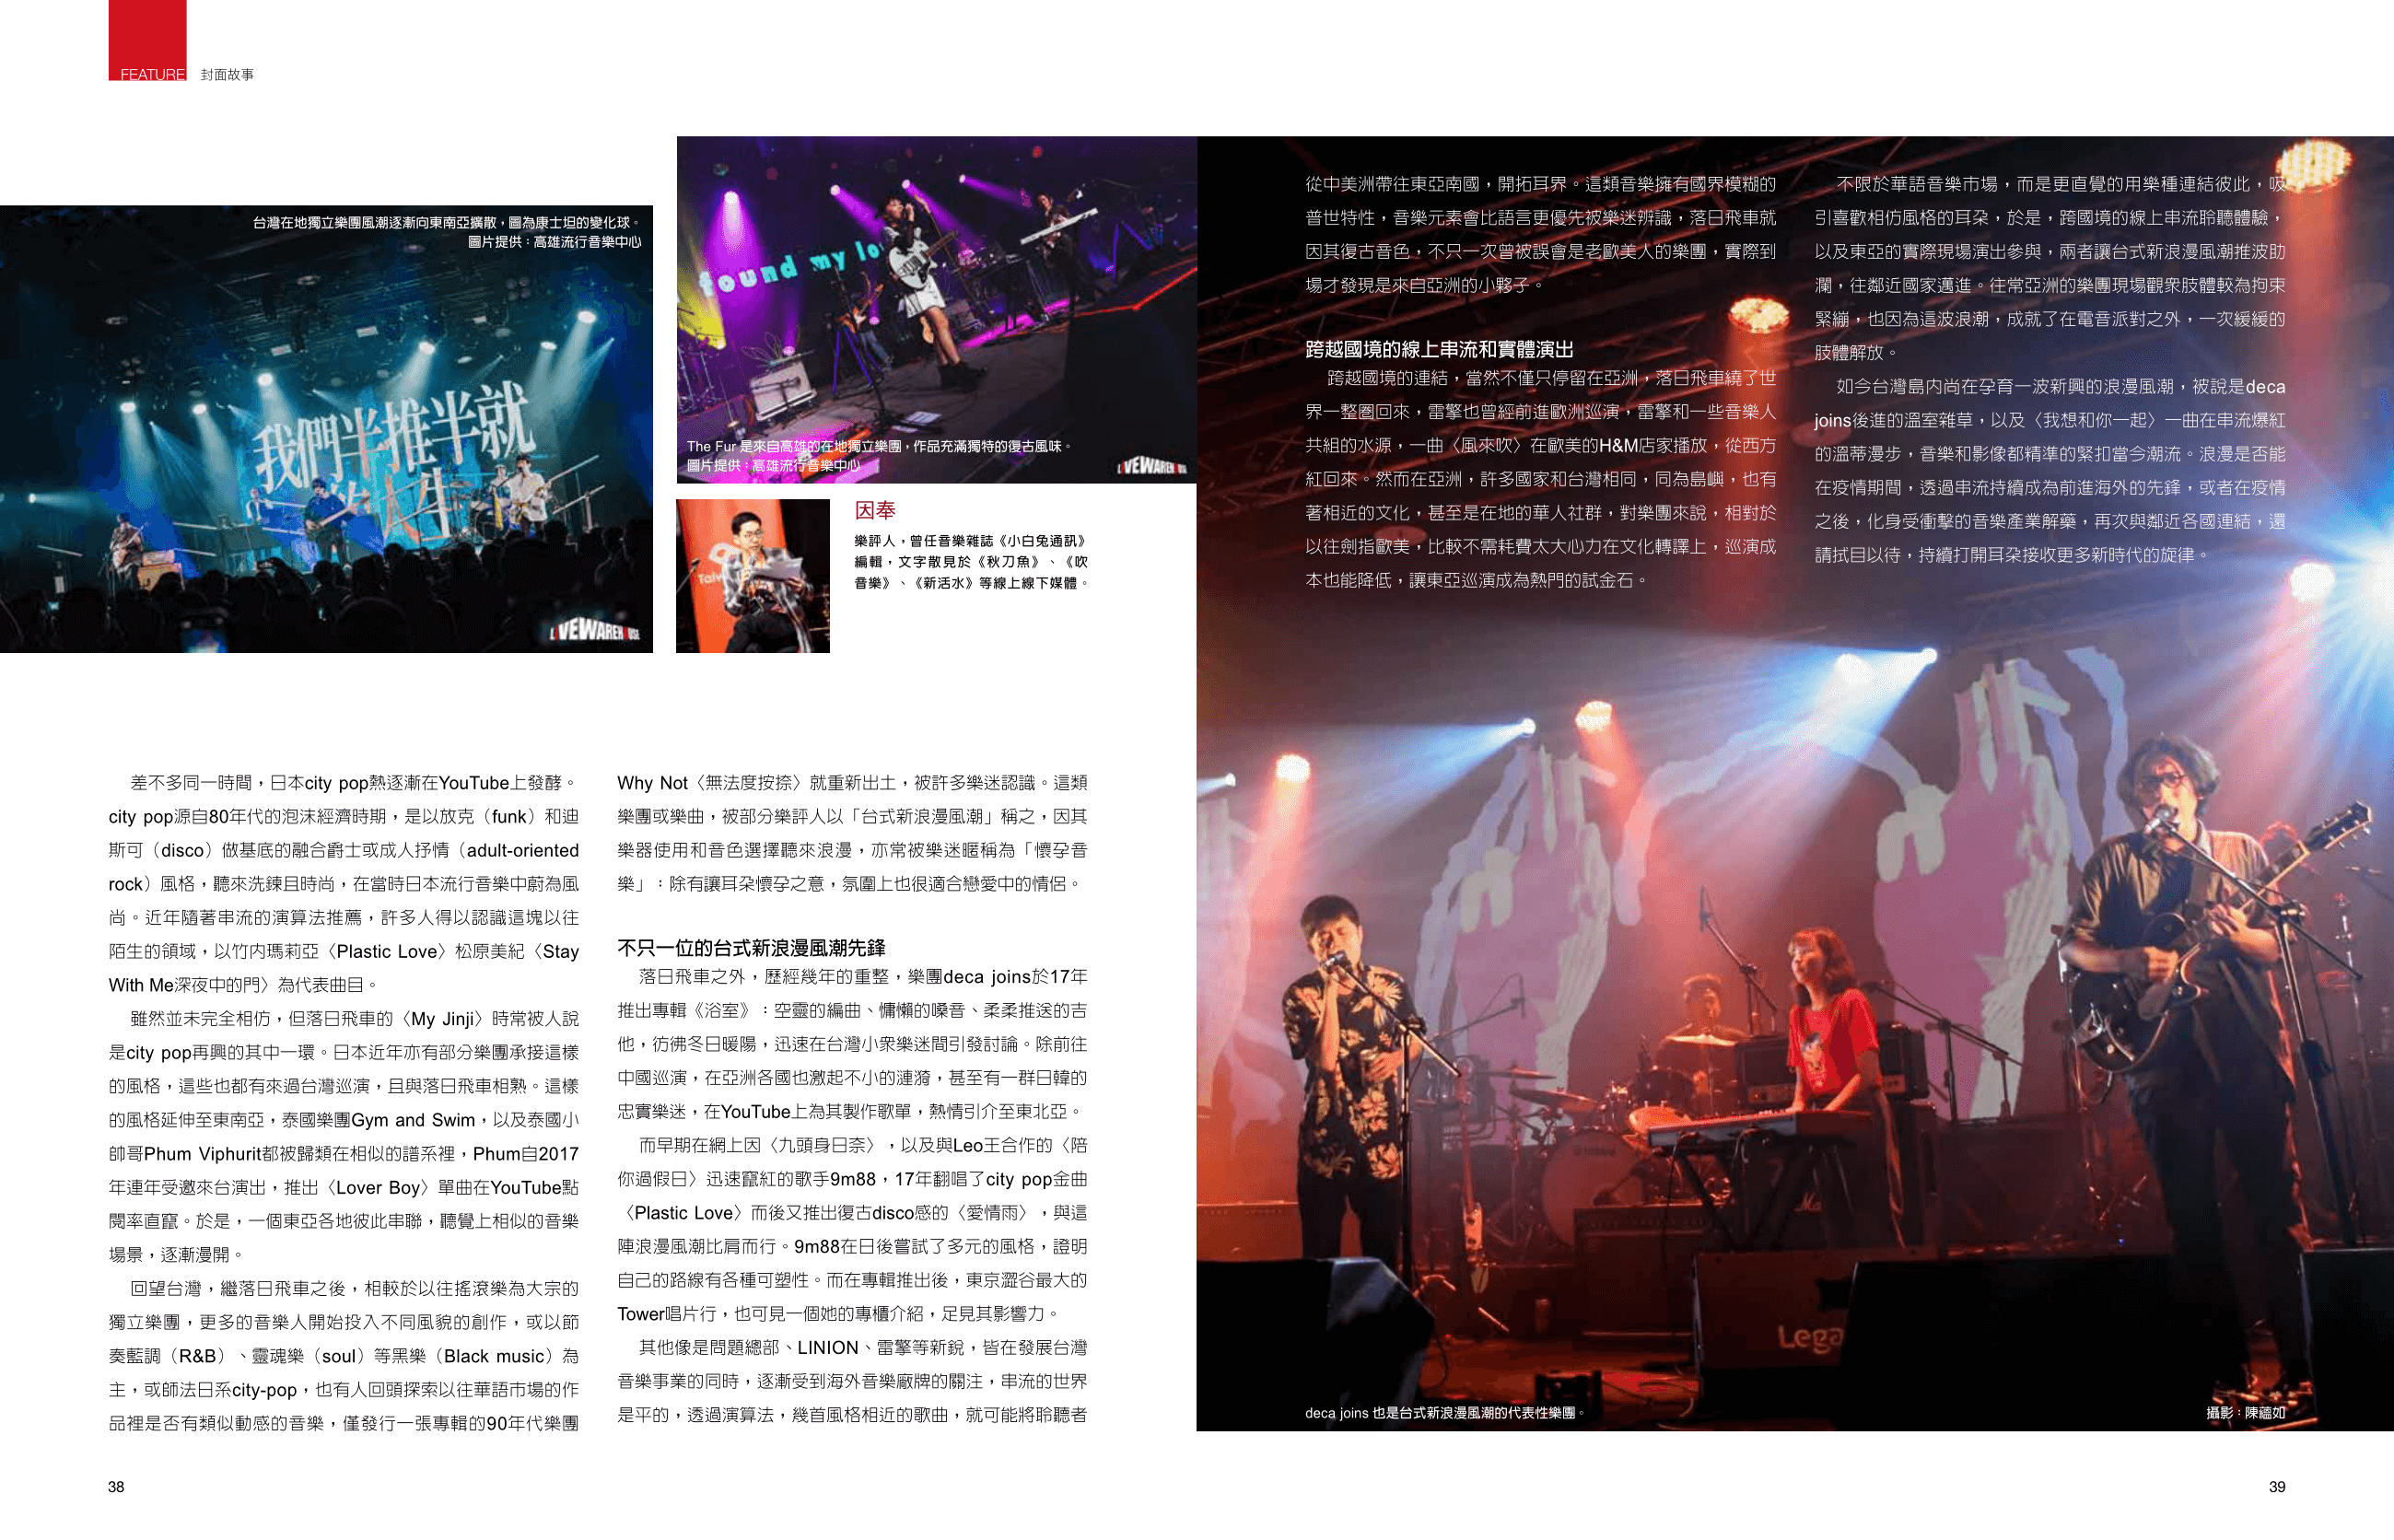 FEATURE 封面故事
台灣在地獨立樂團風潮逐漸向東南亞擴散，圖為康士坦的變化球。
圖片提供：高雄流行音樂中心
我們半推半就
LIVEWAREHOUSE
found my lo
The Fur 是來自高雄的在地獨立樂團，作品充滿獨特的復古風味。
圖片提供：高雄流行音樂中心
LIVEWAREHOUSE
因奉
樂評人，曾任音樂雜誌《小白兔通訊》
編輯，文字散見於《秋刀魚》、《吹
音樂》、《新活水》等線上線下媒體。
差不多同一時間，日本city pop熱逐漸在YouTube上發酵。
city pop源自80年代的泡沫經濟時期，是以放克（funk）和迪
斯可（disco）做基底的融合爵士或成人抒情（adult-oriented
rock）風格，聽來洗鍊且時尚，在當時日本流行音樂中蔚為風
尚。近年隨著串流的演算法推薦，許多人得以認識這塊以往
陌生的領域，以竹內瑪莉亞〈Plastic Love〉松原美紀〈Stay
With Me深夜中的門〉為代表曲目。
雖然並未完全相仿，但落日飛車的〈My Jinji〉時常被人說
是city pop再興的其中一環。日本近年亦有部分樂團承接這樣
的風格，這些也都有來過台灣巡演，且與落日飛車相熟。這樣
的風格延伸至東南亞，泰國樂團Gym and Swim，以及泰國小
帥哥Phum Viphurit都被歸類在相似的譜系裡，Phum自2017
年連年受邀來台演出，推出〈Lover Boy〉單曲在YouTube點
閱率直竄。於是，一個東亞各地彼此串聯，聽覺上相似的音樂
場景，逐漸漫開。
回望台灣，繼落日飛車之後，相較於以往搖滾樂為大宗的
獨立樂團，更多的音樂人開始投入不同風貌的創作，或以節
奏藍調（R&B）、靈魂樂（soul）等黑樂（Black music）為
主，或師法日系city-pop，也有人回頭探索以往華語市場的作
品裡是否有類似動感的音樂，僅發行一張專輯的90年代樂團
Why Not〈無法度按捺〉就重新出土，被許多樂迷認識。這類
樂團或樂曲，被部分樂評人以「台式新浪漫風潮」稱之，因其
樂器使用和音色選擇聽來浪漫，亦常被樂迷暱稱為「懷孕音
樂」：除有讓耳朵懷孕之意，氛圍上也很適合戀愛中的情侶。
不只一位的台式新浪漫風潮先鋒
落日飛車之外，歷經幾年的重整，樂團deca joins於17年
推出專輯《浴室》：空靈的編曲、慵懶的嗓音、柔柔推送的吉
他，彷彿冬日暖陽，迅速在台灣小眾樂迷間引發討論。除前往
中國巡演，在亞洲各國也激起不小的漣漪，甚至有一群日韓的
忠實樂迷，在YouTube上為其製作歌單，熱情引介至東北亞。
而早期在網上因〈九頭身日奈〉，以及與Leo王合作的〈陪
你過假日〉迅速竄紅的歌手9m88，17年翻唱了city pop金曲
〈Plastic Love〉而後又推出復古disco感的〈愛情雨〉，與這
陣浪漫風潮比肩而行。9m88在日後嘗試了多元的風格，證明
自己的路線有各種可塑性。而在專輯推出後，東京澀谷最大的
Tower唱片行，也可見一個她的專櫃介紹，足見其影響力。
其他像是問題總部、LINION、雷擎等新銳，皆在發展台灣
音樂事業的同時，逐漸受到海外音樂廠牌的關注，串流的世界
是平的，透過演算法，幾首風格相近的歌曲，就可能將聆聽者
從中美洲帶往東亞南國，開拓耳界。這類音樂擁有國界模糊的
普世特性，音樂元素會比語言更優先被樂迷辨識，落日飛車就
因其復古音色，不只一次曾被誤會是老歐美人的樂團，實際到
場才發現是來自亞洲的小夥子。
跨越國境的線上串流和實體演出
跨越國境的連結，當然不僅只停留在亞洲，落日飛車繞了世
界一整圈回來，雷擎也曾經前進歐洲巡演，雷擎和一些音樂人
共組的水源，一曲〈風來吹〉在歐美的H&M店家播放，從西方
紅回來。然而在亞洲，許多國家和台灣相同，同為島嶼，也有
著相近的文化，甚至是在地的華人社群，對樂團來說，相對於
以往劍指歐美，比較不需耗費太大心力在文化轉譯上，巡演成
本也能降低，讓東亞巡演成為熱門的試金石。
不限於華語音樂市場，而是更直覺的用樂種連結彼此，吸
引喜歡相仿風格的耳朵，於是，跨國境的線上串流聆聽體驗，
以及東亞的實際現場演出參與，兩者讓台式新浪漫風潮推波助
瀾，往鄰近國家邁進。往常亞洲的樂團現場觀眾肢體較為拘束
緊繃，也因為這波浪潮，成就了在電音派對之外，一次緩緩的
肢體解放。
如今台灣島內尚在孕育一波新興的浪漫風潮，被說是deca
joins後進的溫室雜草，以及〈我想和你一起〉一曲在串流爆紅
的溫蒂漫步，音樂和影像都精準的緊扣當今潮流。浪漫是否能
在疫情期間，透過串流持續成為前進海外的先鋒，或者在疫情
之後，化身受衝擊的音樂產業解藥，再次與鄰近各國連結，還
請拭目以待，持續打開耳朵接收更多新時代的旋律。
Lega
deca joins 也是台式新浪漫風潮的代表性樂團。
攝影：陳蘊如
38
39